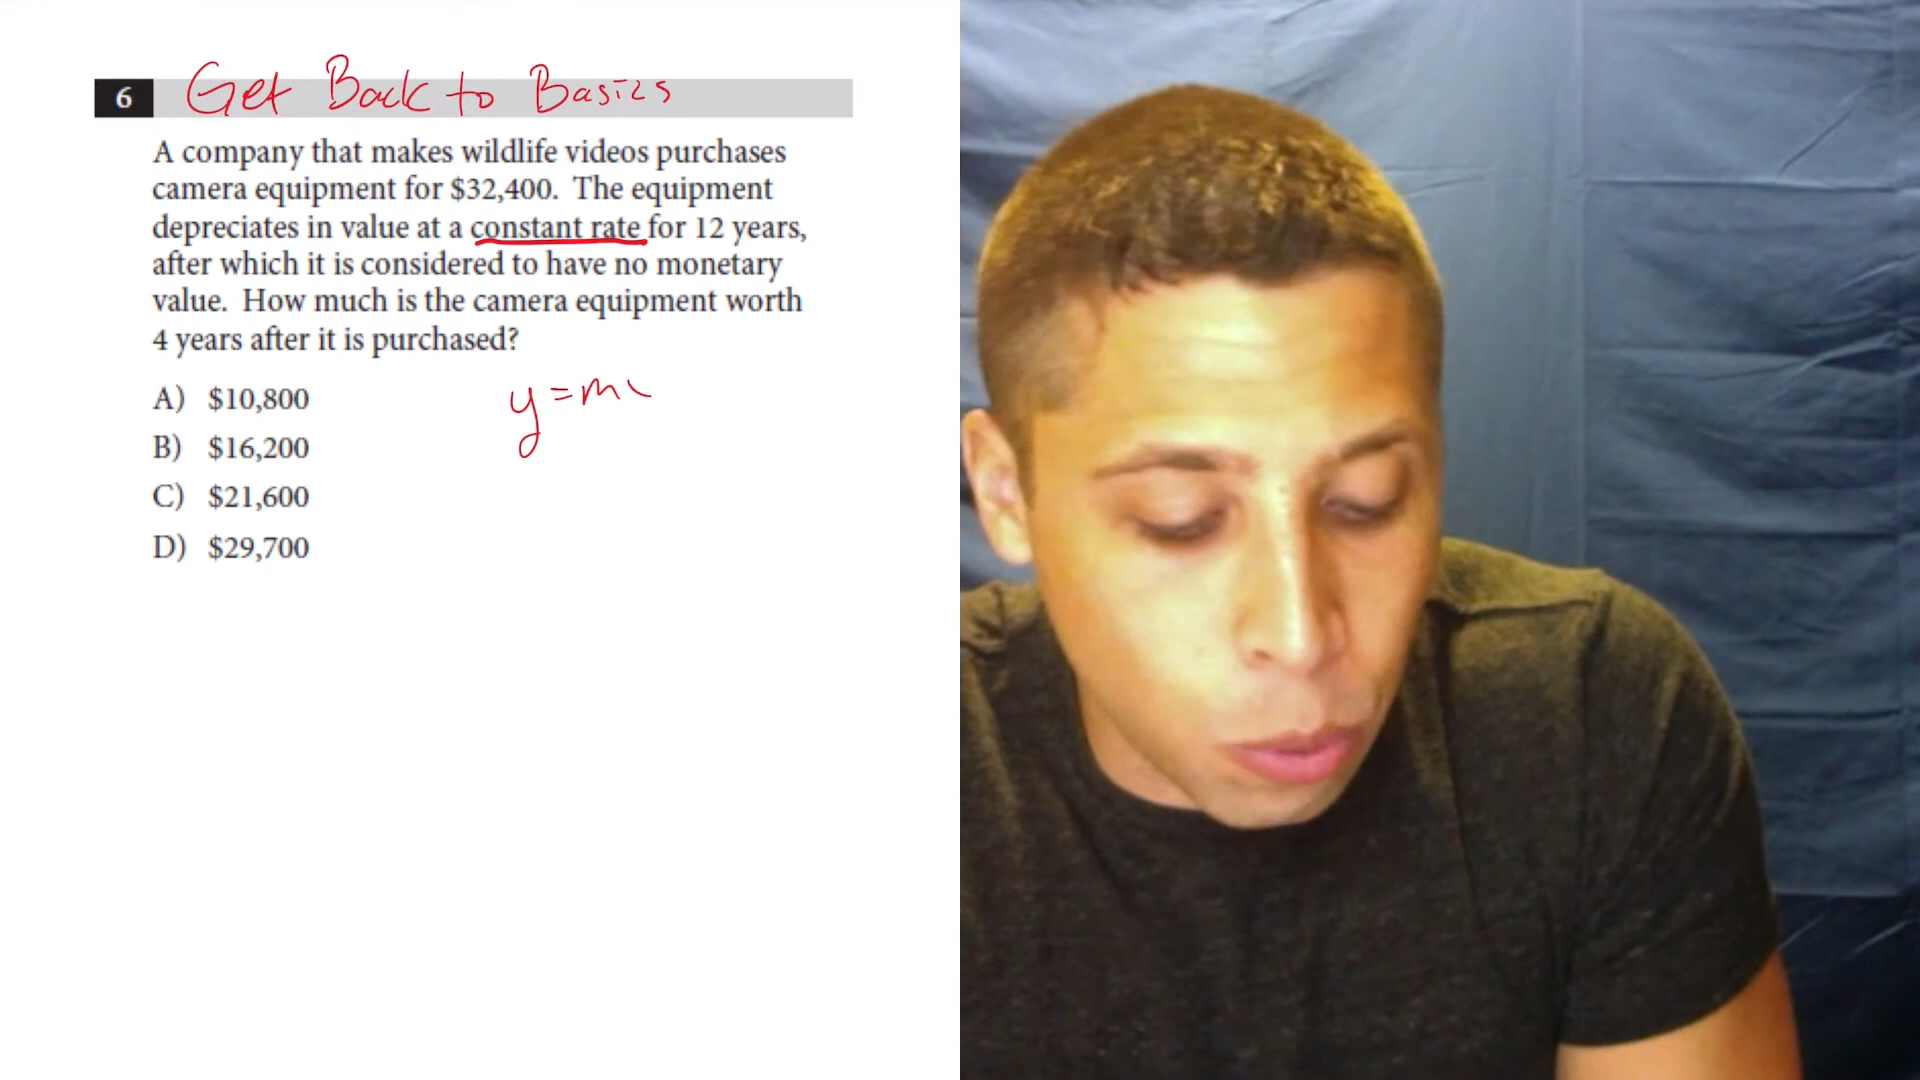 6 Get Back to Basics
A company that makes wildlife videos purchases
camera equipment for $32,400. The equipment
depreciates in value at a constant rate for 12 years,
after which it is considered to have no monetary
value. How much is the camera equipment worth
4 years after it is purchased?
A) $10,800
y=m
B) $16,200
C) $21,600
D) $29,700